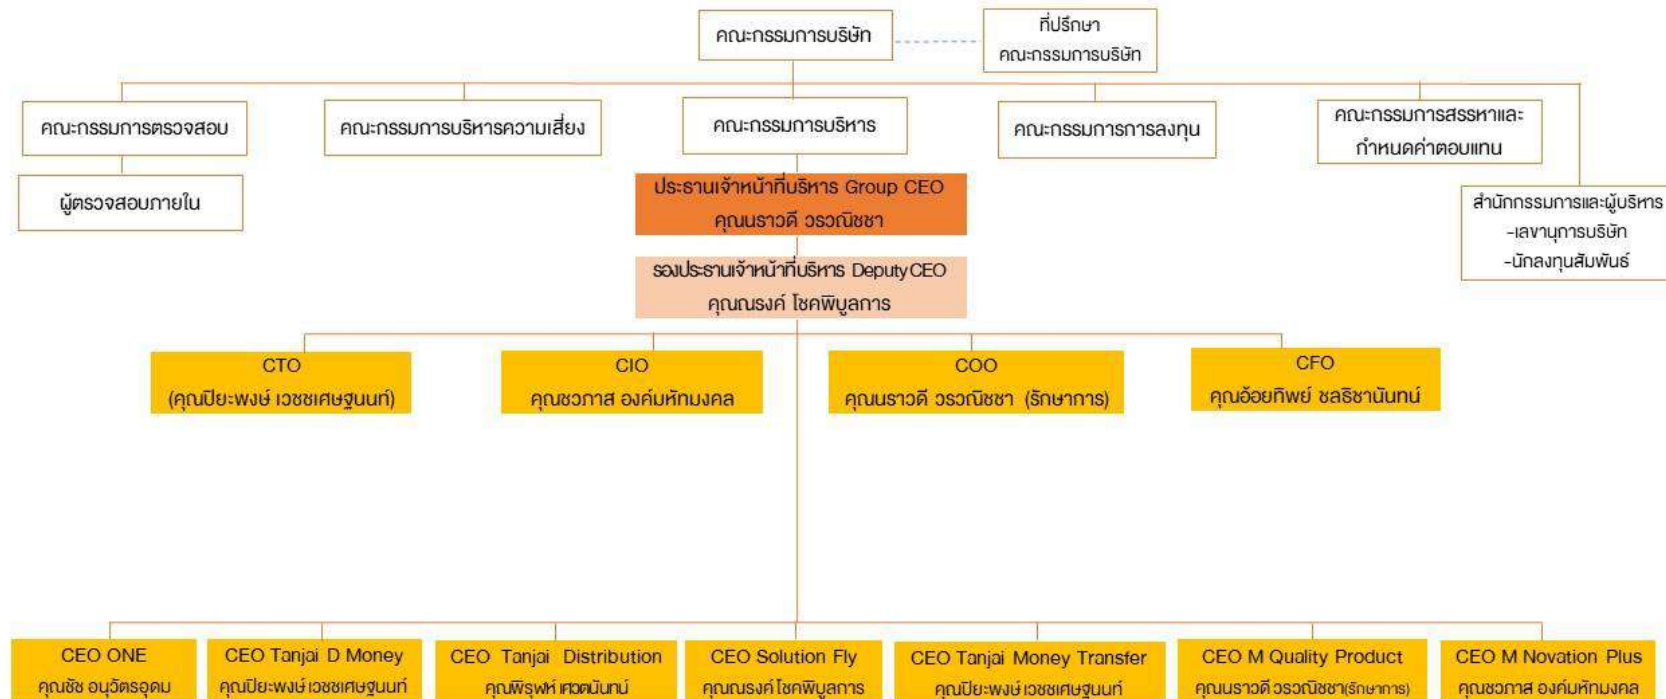 คณะกรรมการบริษัท
ที่ปรึกษา
คณะกรรมการบริษัท
คณะกรรมการตรวจสอบ
คณะกรรมการบริหารความเสี่ยง
คณะกรรมการบริหาร
คณะกรรมการการลงทุน
คณะกรรมการสรรหาและ
กำหนดค่าตอบแทน
ผู้ตรวจสอบภายใน
ประธานเจ้าหน้าที่บริหาร Group CEO
คุณนราวดี วรวณิชชา
สำนักกรรมการและผู้บริหาร
-เลขานุการบริษัท
-นักลงทุนสัมพันธ์
รองประธานเจ้าหน้าที่บริหาร Deputy CEO
คุณณรงค์ โชคพิบูลการ
CTO
(คุณปิยะพงษ์ เวชชเศษฐนนท์)
CIO
คุณชวภาส องค์มหัทมงคล
COO
คุณนราวดี วรวณิชชา (รักษาการ)
CFO
คุณอ้อยทิพย์ ชลธิชานันทน์
CEO ONE
คุณชัช อนุวัตรอุดม
CEO Tanjai D Money
คุณปิยะพงษ์ เวชชเศษฐนนท์
CEO Tanjai Distribution
คุณพิรุฬห์ เศวตนันทน์
CEO Solution Fly
คุณณรงค์ โชคพิบูลการ
CEO Tanjai Money Transfer
คุณปิยะพงษ์ เวชชเศษฐนนท์
CEO M Quality Product
คุณนราวดี วรวณิชชา(รักษาการ)
CEO M Novation Plus
คุณชวภาส องค์มหัทมงคล